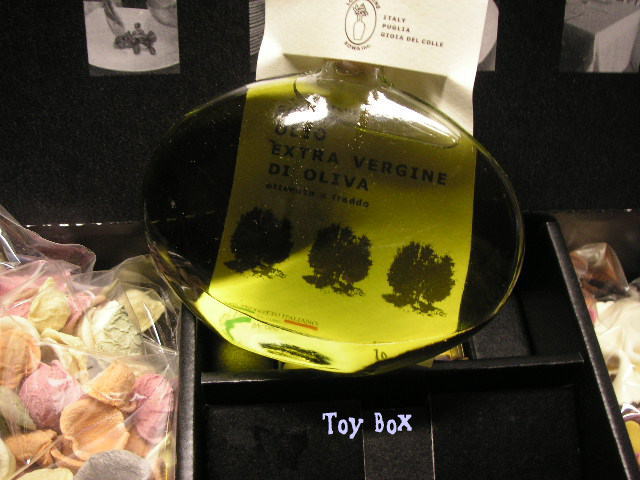 ITALY
PUGLIA
GIOIA DEL COLLE
OLIO
EXTRA VERGINE
DI OLIVA
ottenuto a freddo
Toy Box